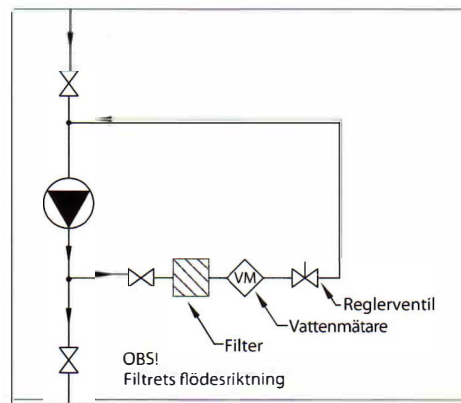 VM
Reglerventil
Vattenmätare
Filter
OBS!
Filtrets flödesriktning